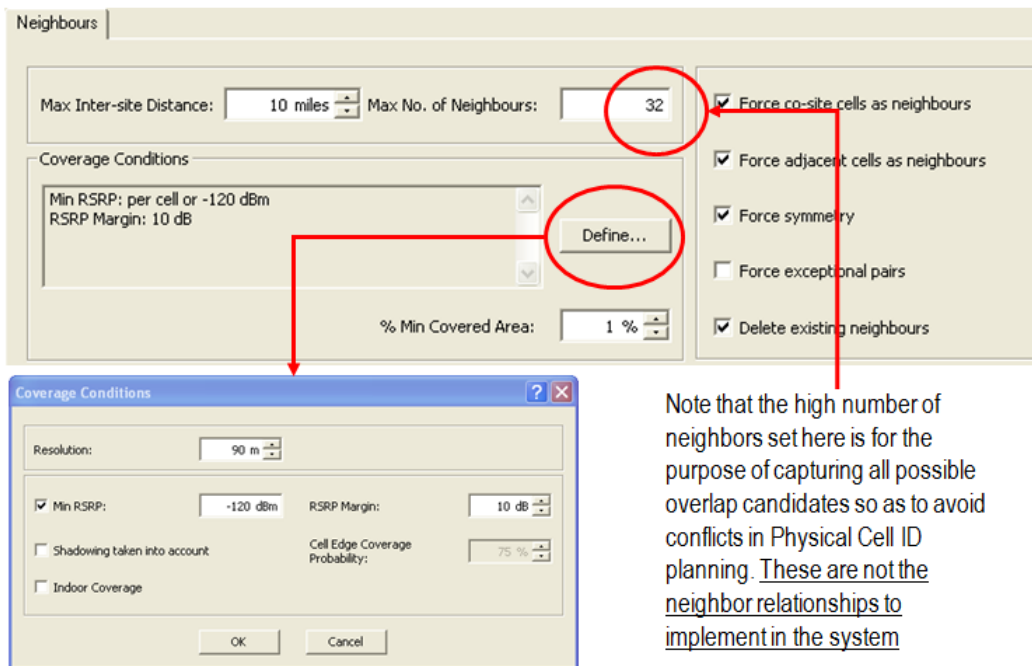 Neighbours
Max Inter-site Distance: 10 miles Max No. of Neighbours: 32
Coverage Conditions
Min RSRP: per cell or -120 dBm
RSRP Margin: 10 dB
Define...
% Min Covered Area: 1 %
Force co-site cells as neighbours
Force adjacent cells as neighbours
Force symmetry
Force exceptional pairs
Delete existing neighbours
Coverage Conditions
Resolution: 90 m
Min RSRP: -120 dBm RSRP Margin: 10 dB
Shadowing taken into account
Cell Edge Coverage
Probability: 75 %
Indoor Coverage
OK Cancel
Note that the high number of
neighbors set here is for the
purpose of capturing all possible
overlap candidates so as to avoid
conflicts in Physical Cell ID
planning. These are not the
neighbor relationships to
implement in the system